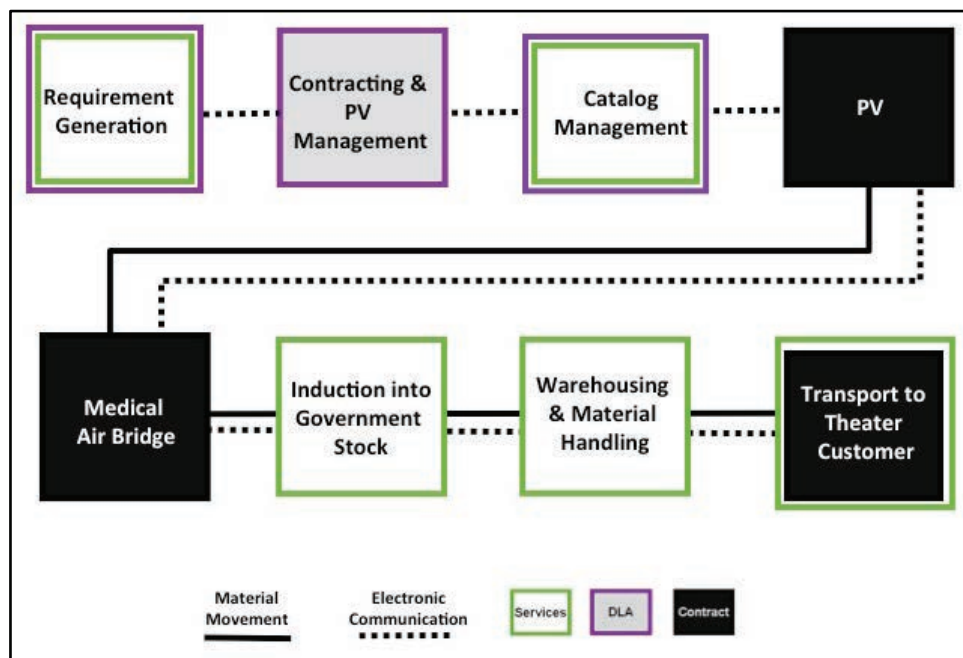 Requirement
Generation
Contracting &
PV
Management
Catalog
Management
PV
Medical
Air Bridge
Induction into
Government
Stock
Warehousing
& Material
Handling
Transport to
Theater
Customer
Material
Movement
Electronic
Communication
Services
DLA
Contract